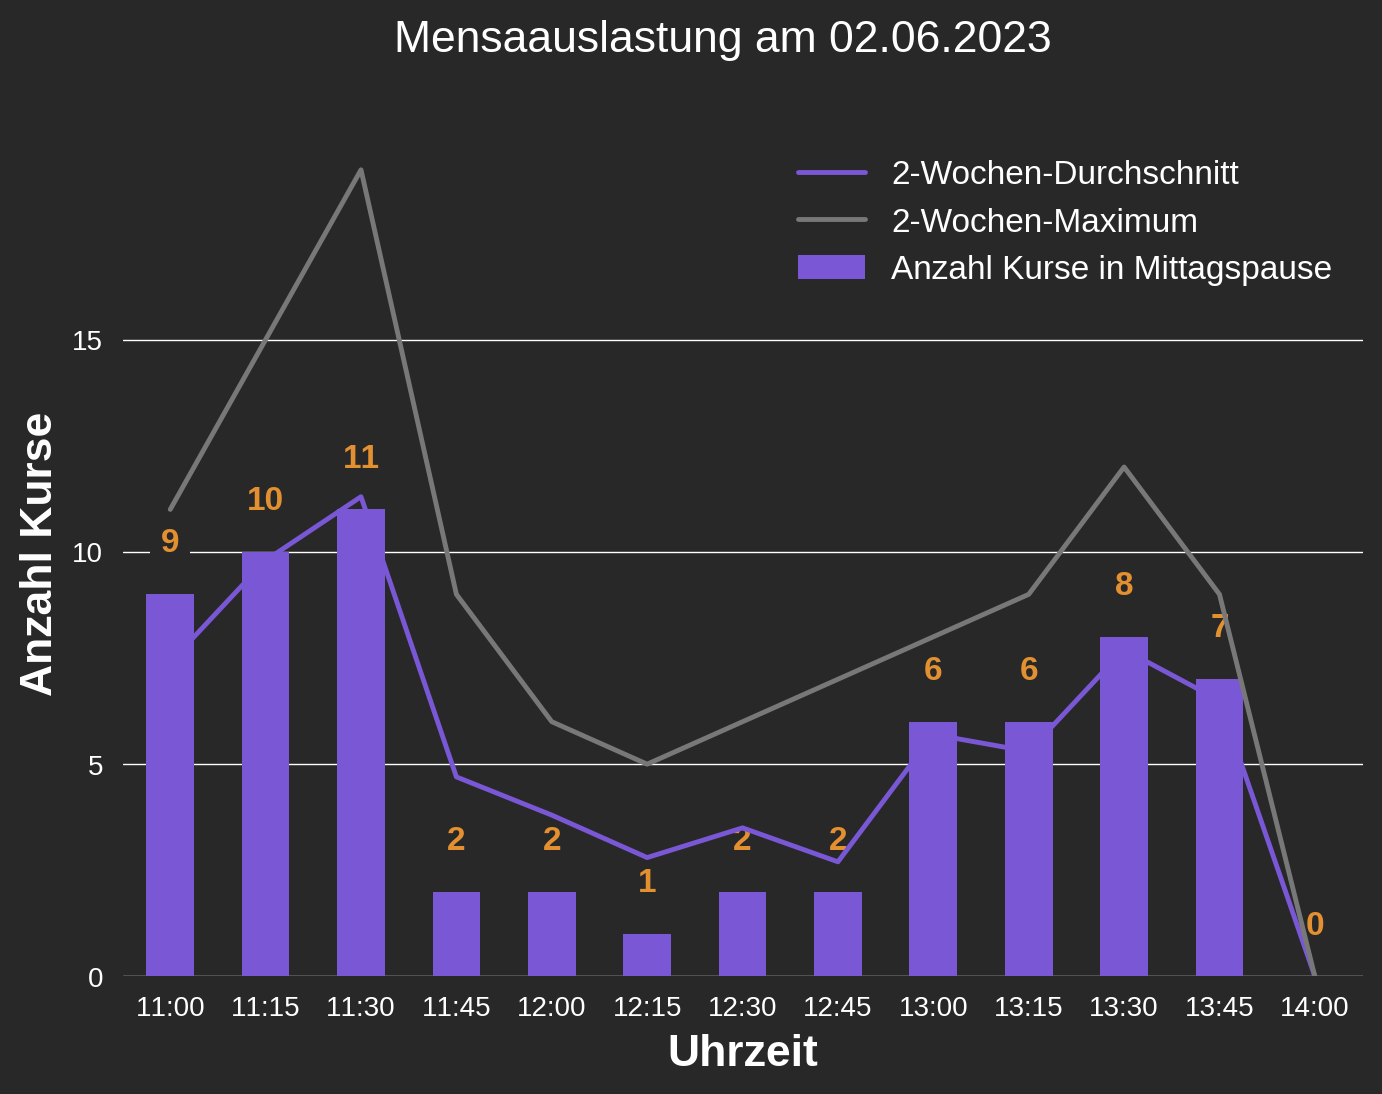 Mensaauslastung am 02.06.2023
2-Wochen-Durchschnitt
2-Wochen-Maximum
Anzahl Kurse in Mittagspause
Anzahl Kurse
15
10
5
0
9
10
11
2
2
1
2
2
6
6
8
7
0
11:00 11:15 11:30 11:45 12:00 12:15 12:30 12:45 13:00 13:15 13:30 13:45 14:00
Uhrzeit